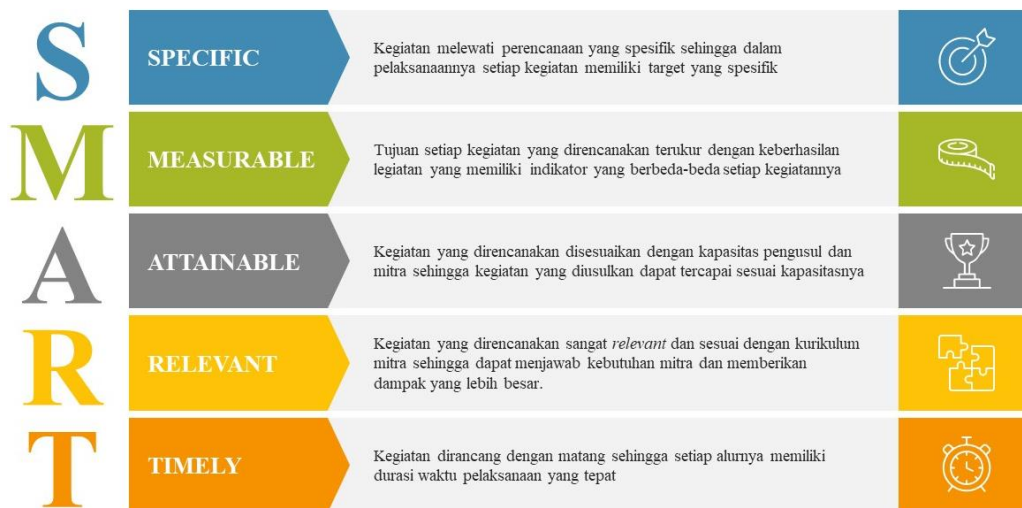 S
SPECIFIC
Kegiatan melewati perencanaan yang spesifik sehingga dalam
pelaksanaannya setiap kegiatan memiliki target yang spesifik
M
MEASURABLE
Tujuan setiap kegiatan yang direncanakan terukur dengan keberhasilan
legiatan yang memiliki indikator yang berbeda-beda setiap kegiatannya
A
ATTAINABLE
Kegiatan yang direncanakan disesuaikan dengan kapasitas pengusul dan
mitra sehingga kegiatan yang diusulkan dapat tercapai sesuai kapasitasnya
R
RELEVANT
Kegiatan yang direncanakan sangat relevant dan sesuai dengan kurikulum
mitra sehingga dapat menjawab kebutuhan mitra dan memberikan
dampak yang lebih besar.
T
TIMELY
Kegiatan dirancang dengan matang sehingga setiap alurnya memiliki
durasi waktu pelaksanaan yang tepat